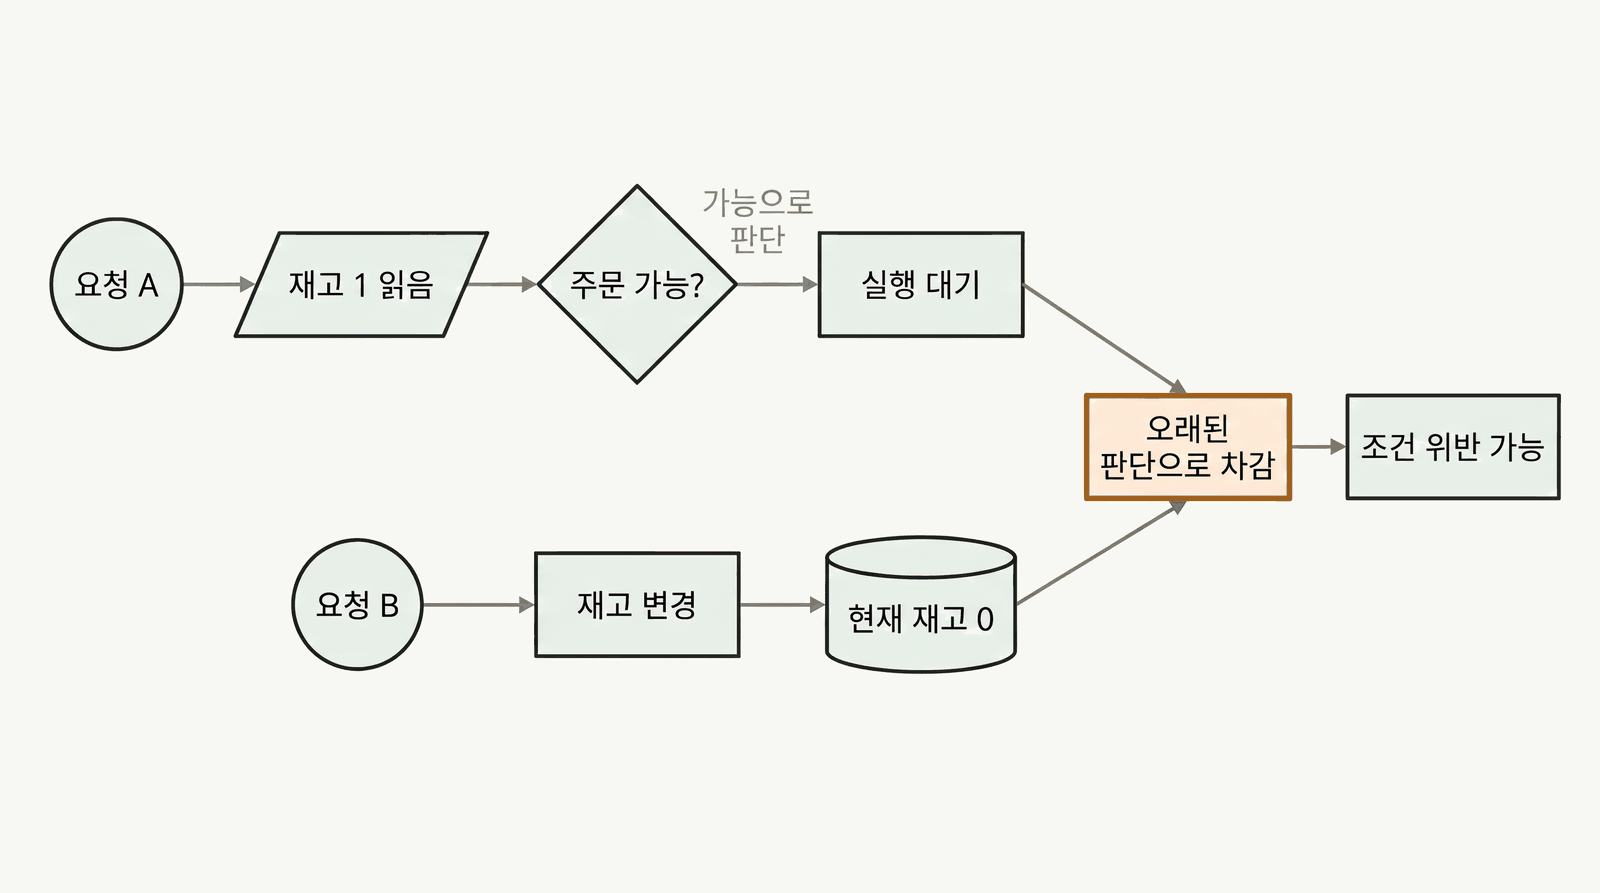 요청 A
재고 1 읽음
주문 가능?
가능으로
판단
실행 대기
오래된
판단으로 차감
조건 위반 가능
요청 B
재고 변경
현재 재고 0